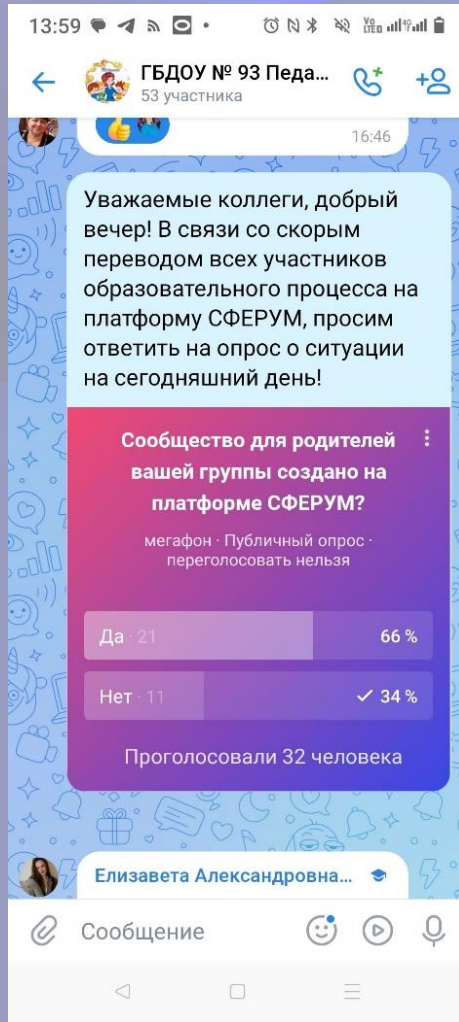 13:59
Vo LTED 4G
ГБДОУ № 93 Педа...
53 участника
16:46
Уважаемые коллеги, добрый
вечер! В связи со скорым
переводом всех участников
образовательного процесса на
платформу СФЕРУМ, просим
ответить на опрос о ситуации
на сегодняшний день!
Сообщество для родителей
вашей группы создано на
платформе СФЕРУМ?
мегафон · Публичный опрос ·
переголосовать нельзя
Да · 21 66 %
Нет · 11 34 %
Проголосовали 32 человека
Елизавета Александровна...
Сообщение